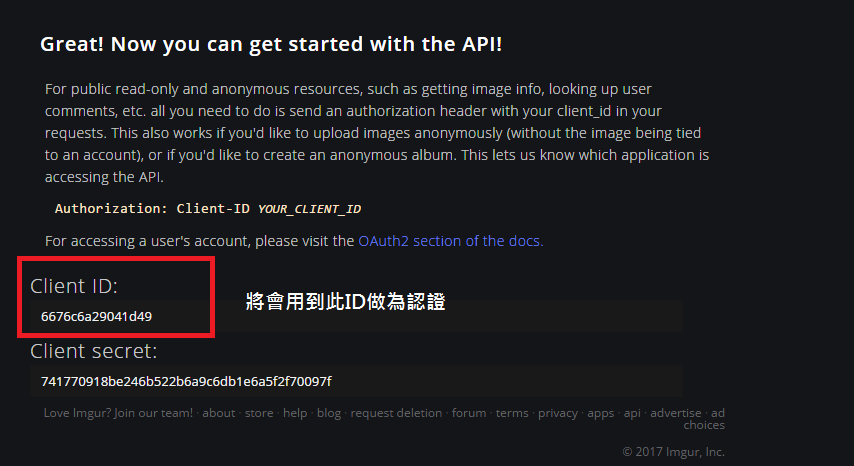 Great! Now you can get started with the API!
For public read-only and anonymous resources, such as getting image info, looking up user
comments, etc. all you need to do is send an authorization header with your client_id in your
requests. This also works if you'd like to upload images anonymously (without the image being tied
to an account), or if you'd like to create an anonymous album. This lets us know which application is
accessing the API.
Authorization: Client-ID YOUR_CLIENT_ID
For accessing a user's account, please visit the OAuth2 section of the docs.
Client ID:
將會用到此ID做為認證
6676c6a29041d49
Client secret:
741770918be246b522b6a9c6db1e6a5f2f70097f
Love Imgur? Join our team! · about · store · help · blog · request deletion · forum · terms · privacy · apps · api · advertise · ad
choices
© 2017 Imgur, Inc.